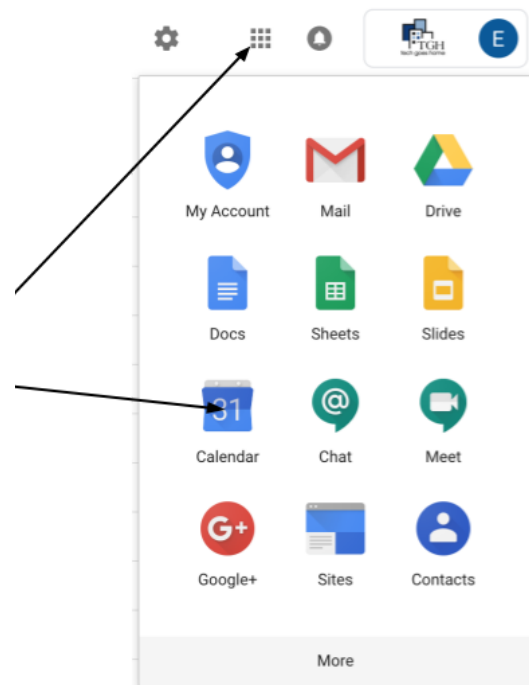 TGH
tech goes home
E
My Account Mail Drive
Docs Sheets Slides
31
Calendar Chat Meet
G+
Google+ Sites Contacts
More